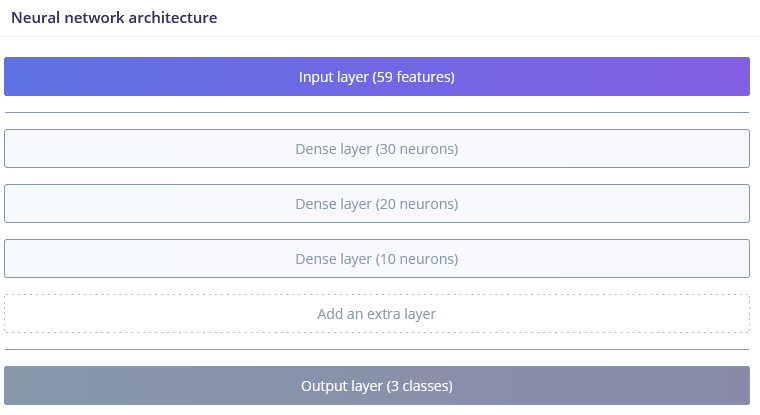 Neural network architecture
Input layer (59 features)
Dense layer (30 neurons)
Dense layer (20 neurons)
Dense layer (10 neurons)
Add an extra layer
Output layer (3 classes)